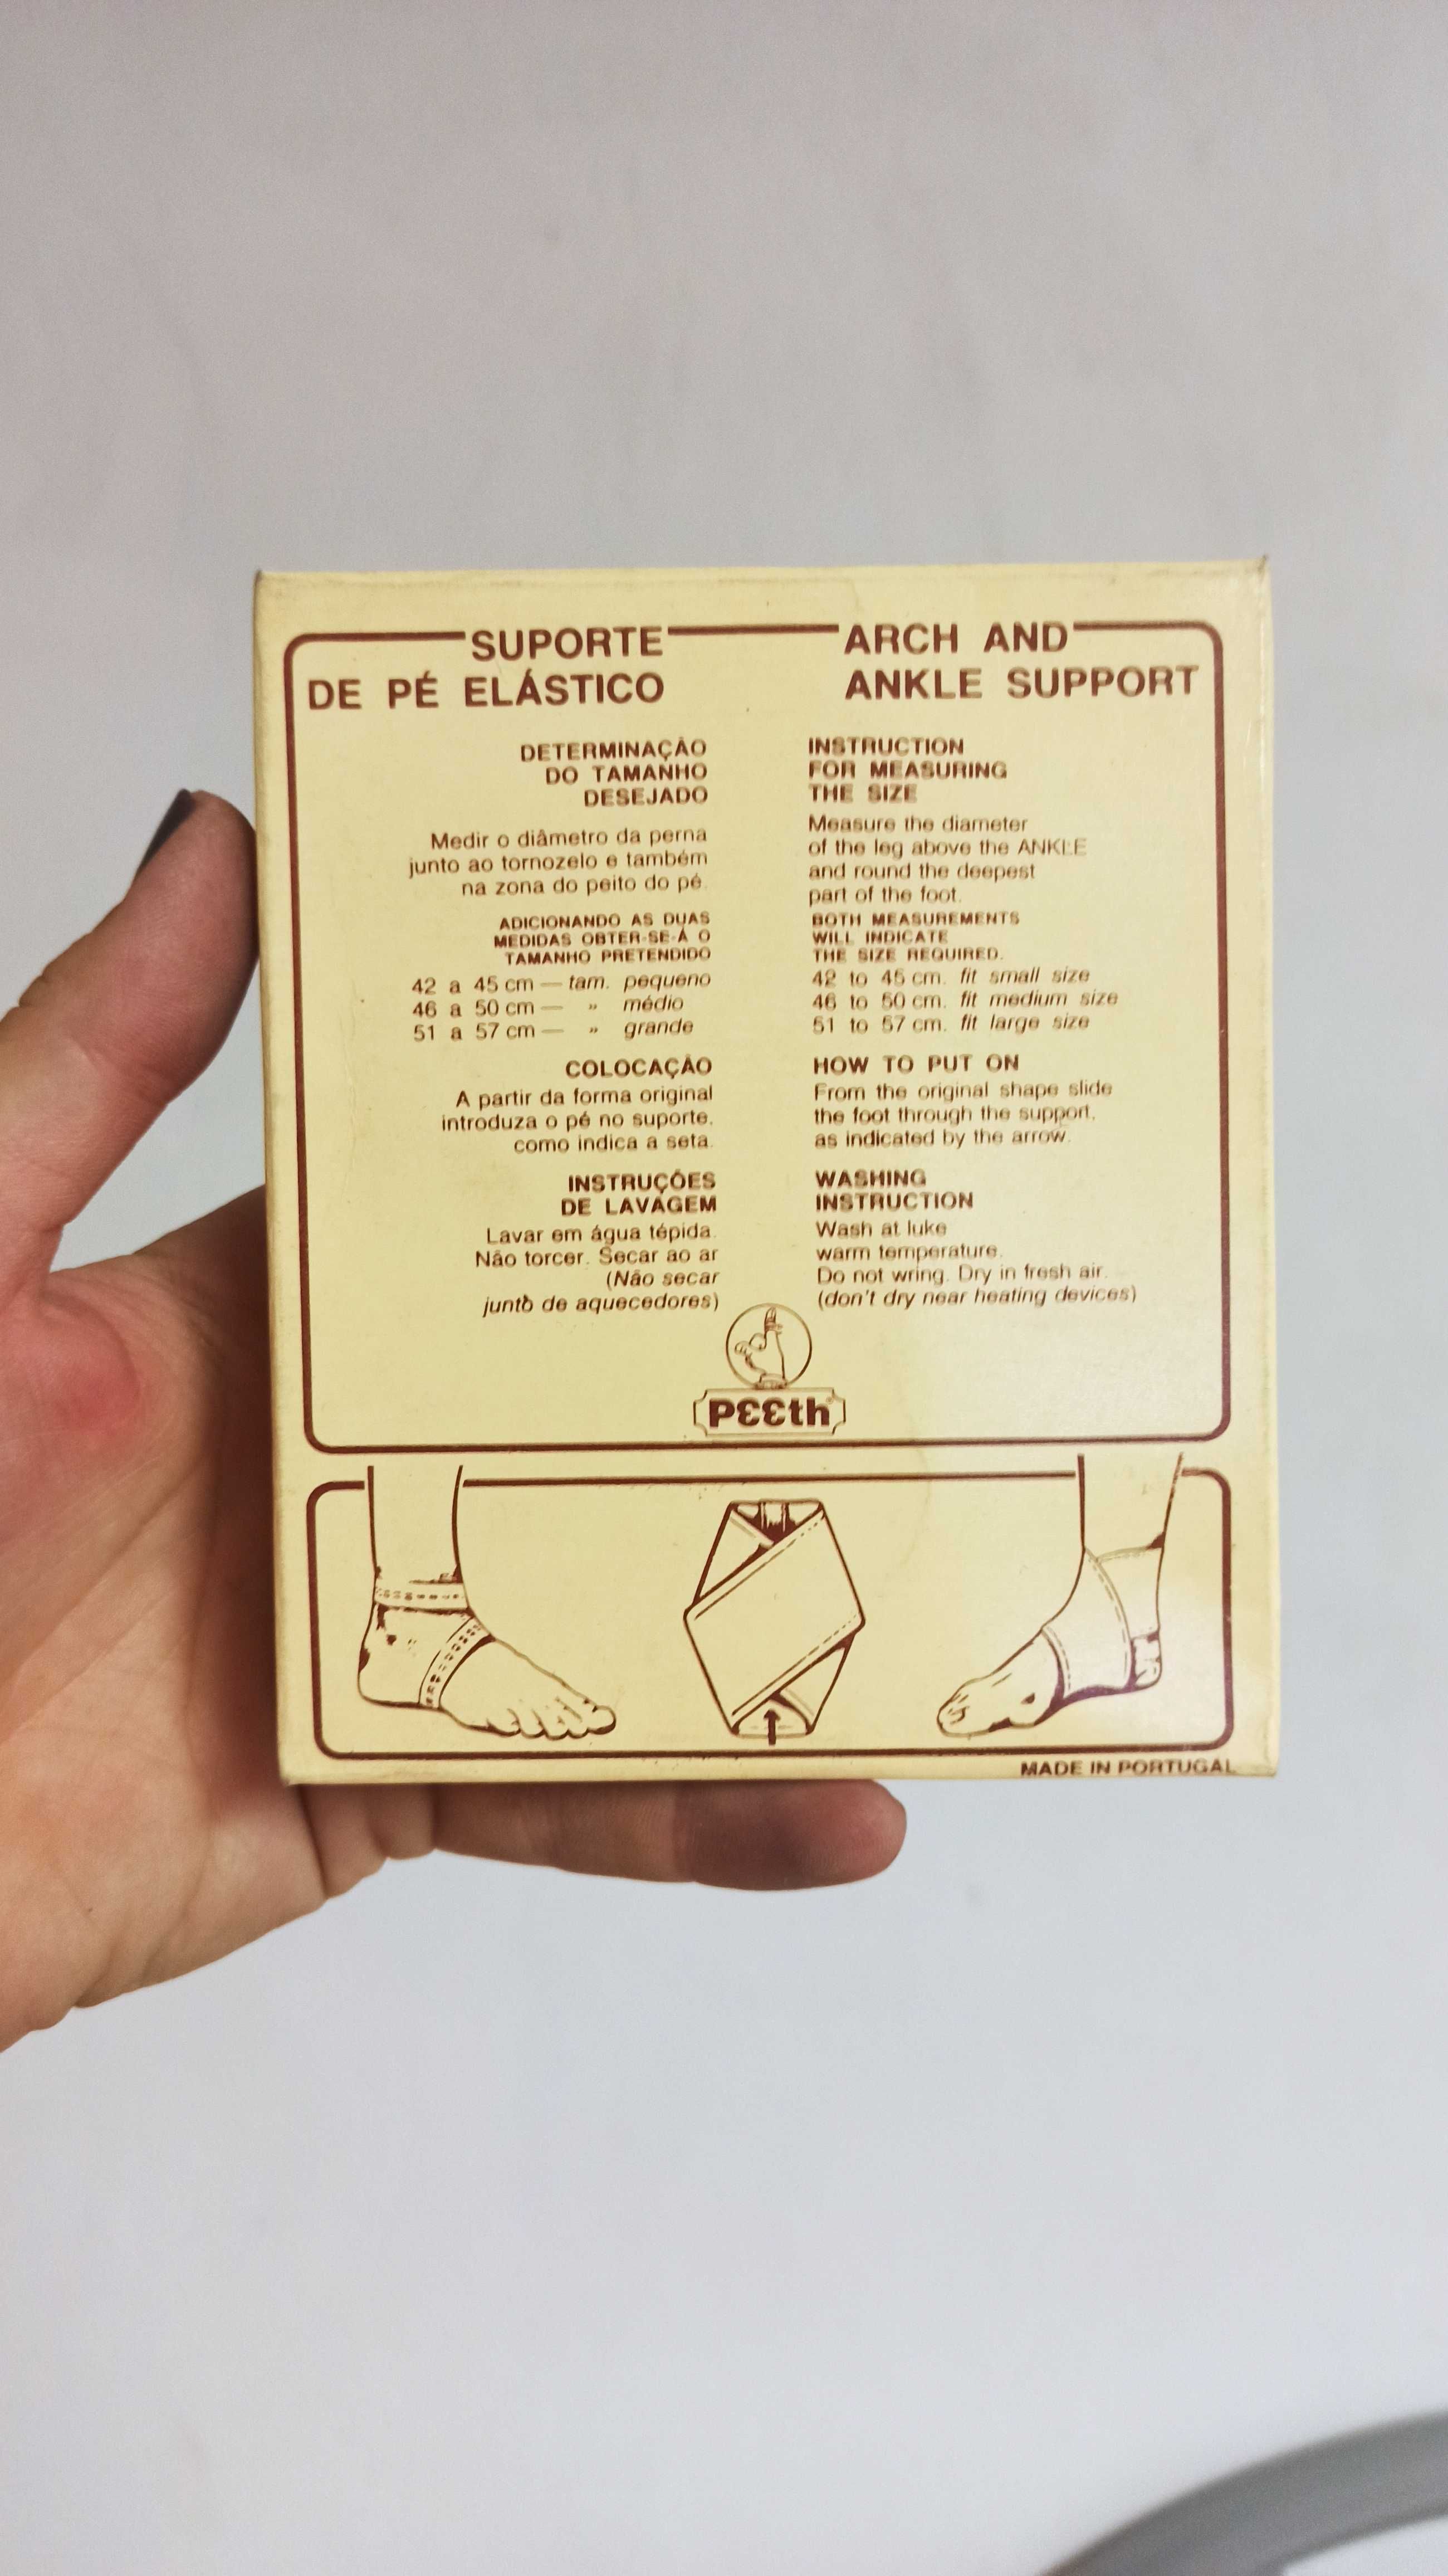 SUPORTE
DE PÉ ELÁSTICO
DETERMINAÇÃO
DO TAMANHO
DESEJADO
Medir o diâmetro da perna
junto ao tornozelo e também
na zona do peito do pé.
ADICIONANDO AS DUAS
MEDIDAS OBTER-SE-Á O
TAMANHO PRETENDIDO
42 a 45 cm — tam. pequeno
46 a 50 cm — » médio
51 a 57 cm — » grande
COLOCAÇÃO
A partir da forma original
introduza o pé no suporte,
como indica a seta.
INSTRUÇÕES
DE LAVAGEM
Lavar em água tépida.
Não torcer. Secar ao ar
(Não secar
junto de aquecedores)
ARCH AND
ANKLE SUPPORT
INSTRUCTION
FOR MEASURING
THE SIZE
Measure the diameter
of the leg above the ANKLE
and round the deepest
part of the foot.
BOTH MEASUREMENTS
WILL INDICATE
THE SIZE REQUIRED.
42 to 45 cm. fit small size
46 to 50 cm. fit medium size
51 to 57 cm. fit large size
HOW TO PUT ON
From the original shape slide
the foot through the support,
as indicated by the arrow.
WASHING
INSTRUCTION
Wash at luke
warm temperature.
Do not wring. Dry in fresh air.
(don't dry near heating devices)
PƐƐth
MADE IN PORTUGAL